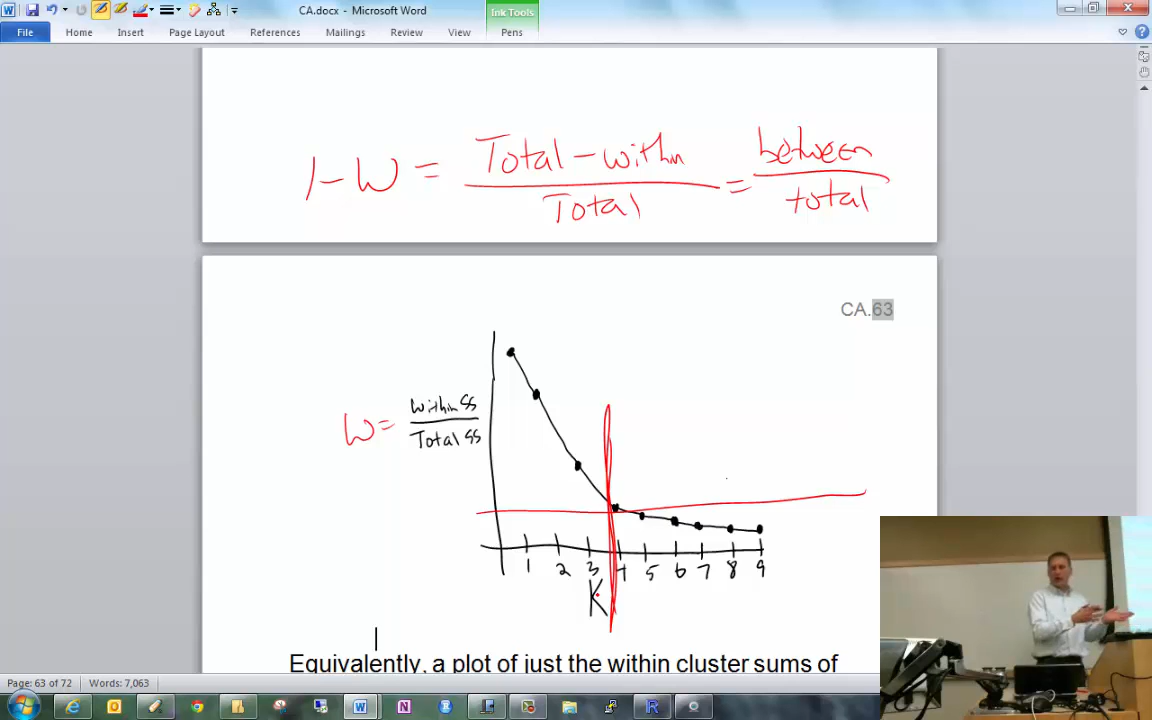 CA.docx - Microsoft Word
Ink Tools
File Home Insert Page Layout References Mailings Review View Pens
1-W = Total - within / Total = between / total
CA.63
W = Within SS / Total SS
1 2 3 4 5 6 7 8 9
K
Equivalently, a plot of just the within cluster sums of
Page: 63 of 72 Words: 7,063